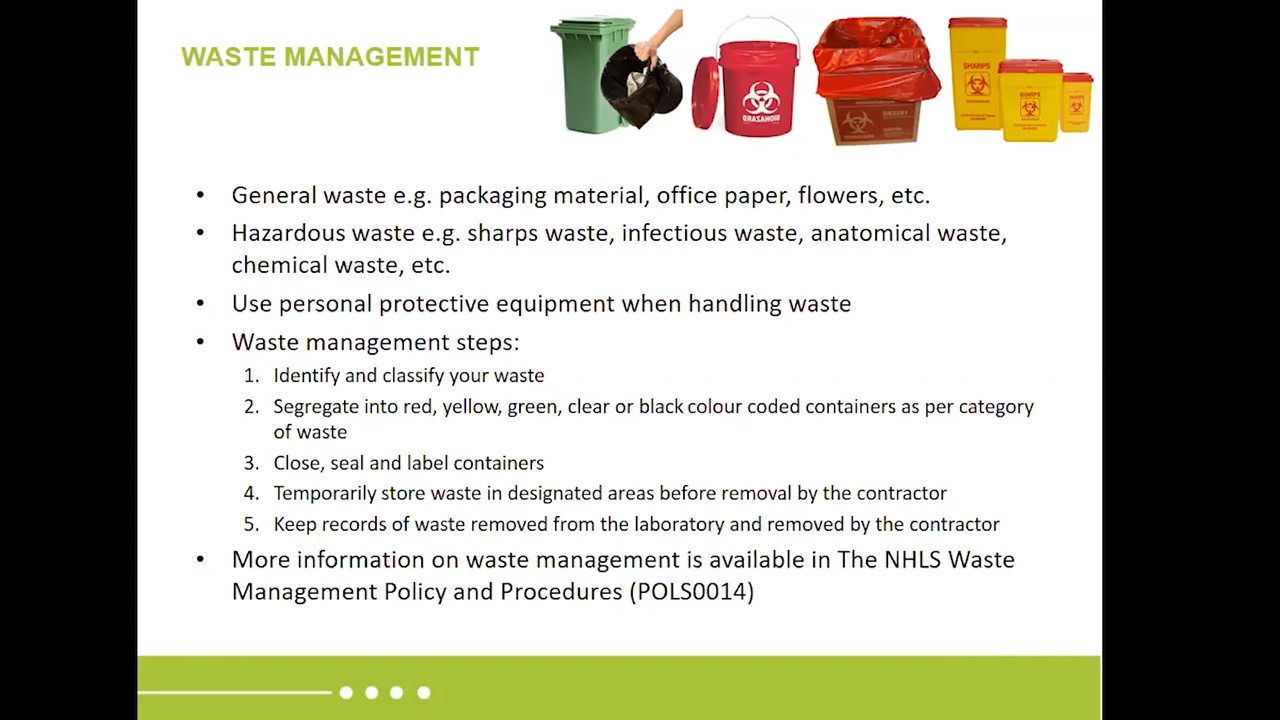 WASTE MANAGEMENT
BIOHAZARD
SHARPS
• General waste e.g. packaging material, office paper, flowers, etc.
• Hazardous waste e.g. sharps waste, infectious waste, anatomical waste,
chemical waste, etc.
• Use personal protective equipment when handling waste
• Waste management steps:
1. Identify and classify your waste
2. Segregate into red, yellow, green, clear or black colour coded containers as per category
of waste
3. Close, seal and label containers
4. Temporarily store waste in designated areas before removal by the contractor
5. Keep records of waste removed from the laboratory and removed by the contractor
• More information on waste management is available in The NHLS Waste
Management Policy and Procedures (POLS0014)